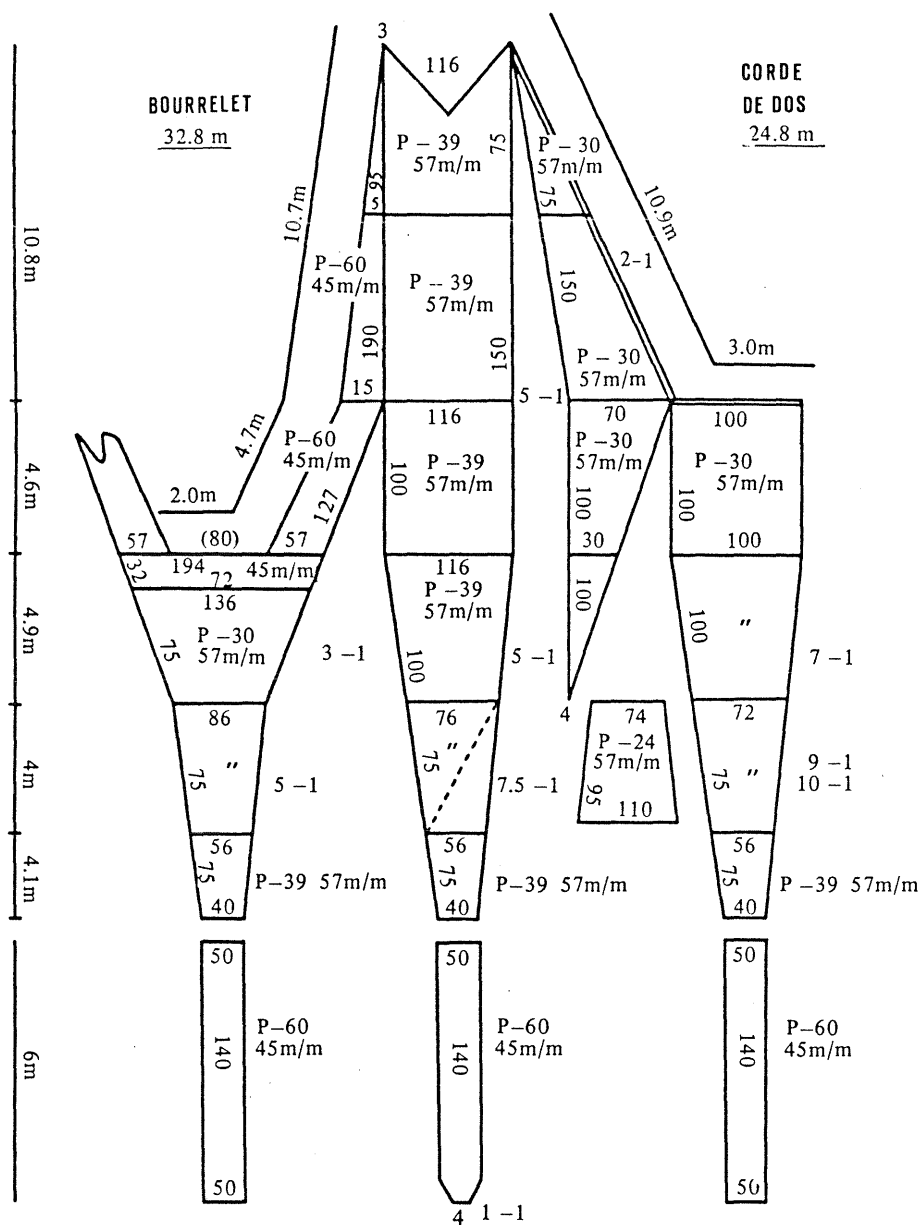 3
116
CORDE
DE DOS
24.8 m
BOURRELET
32.8 m
P – 39
57m/m
75
P – 30
57m/m
75
95
5
10.7m
10.9m
10.8m
P–60
45m/m
190
P -- 39
57m/m
150
150
2-1
P – 30
57m/m
3.0m
15
116
5 –1
70
100
4.7m
P–60
45m/m
127
100
P–39
57m/m
P–30
57m/m
100
P –30
57m/m
100
4.6m
2.0m
57
(80)
57
116
30
100
194
45m/m
32
72
136
P–39
57m/m
100
100
100
"
4.9m
P –30
57m/m
75
3 –1
5 –1
7 –1
86
76
4
74
72
4m
75
"
5 –1
75
"
7.5 –1
P –24
57m/m
95
110
75
"
9 –1
10 –1
56
56
56
4.1m
75
P–39 57m/m
75
P–39 57m/m
75
P –39 57m/m
40
40
40
50
50
50
6m
140
P–60
45m/m
140
P–60
45m/m
140
P–60
45m/m
50
50
4
1 –1